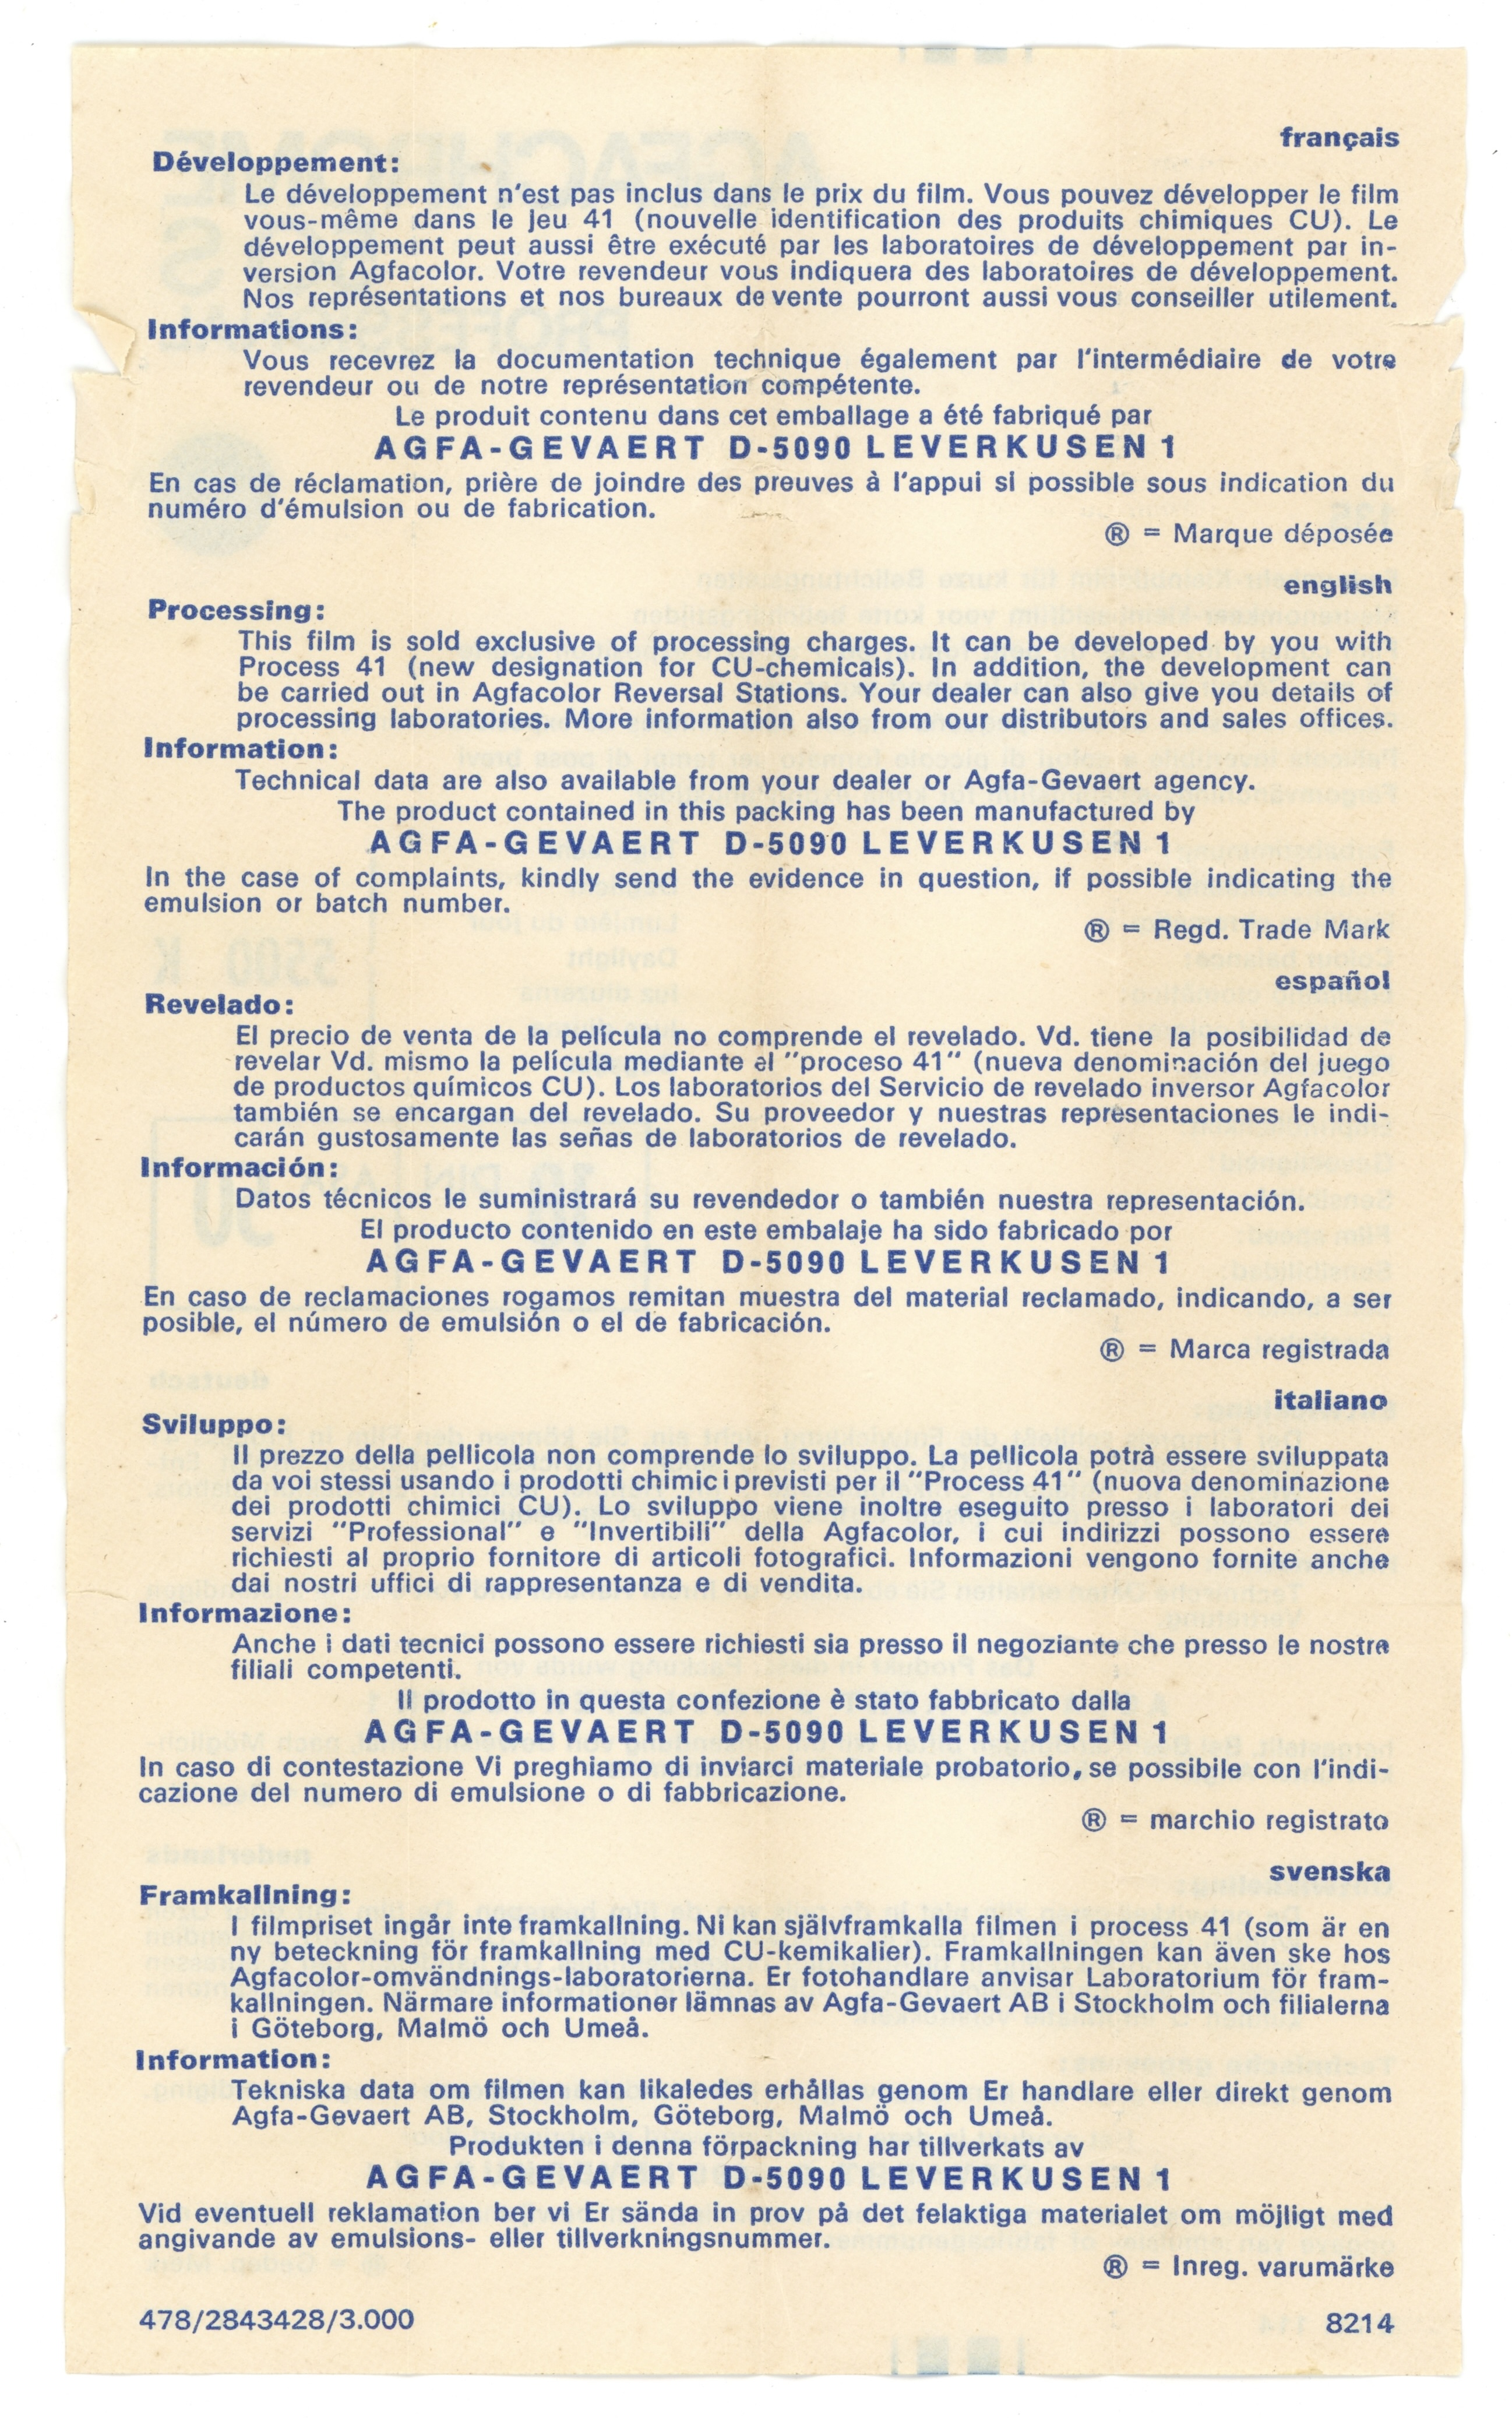 français
Développement:
Le développement n'est pas inclus dans le prix du film. Vous pouvez développer le film
vous-même dans le jeu 41 (nouvelle identification des produits chimiques CU). Le
développement peut aussi être exécuté par les laboratoires de développement par in-
version Agfacolor. Votre revendeur vous indiquera des laboratoires de développement.
Nos représentations et nos bureaux de vente pourront aussi vous conseiller utilement.
Informations:
Vous recevrez la documentation technique également par l'intermédiaire de votre
revendeur ou de notre représentation compétente.
Le produit contenu dans cet emballage a été fabriqué par
AGFA-GEVAERT D-5090 LEVERKUSEN 1
En cas de réclamation, prière de joindre des preuves à l'appui si possible sous indication du
numéro d'émulsion ou de fabrication.
® = Marque déposée
english
Processing:
This film is sold exclusive of processing charges. It can be developed by you with
Process 41 (new designation for CU-chemicals). In addition, the development can
be carried out in Agfacolor Reversal Stations. Your dealer can also give you details of
processing laboratories. More information also from our distributors and sales offices.
Information:
Technical data are also available from your dealer or Agfa-Gevaert agency.
The product contained in this packing has been manufactured by
AGFA-GEVAERT D-5090 LEVERKUSEN 1
In the case of complaints, kindly send the evidence in question, if possible indicating the
emulsion or batch number.
® = Regd. Trade Mark
español
Revelado:
El precio de venta de la película no comprende el revelado. Vd. tiene la posibilidad de
revelar Vd. mismo la película mediante el "proceso 41" (nueva denominación del juego
de productos químicos CU). Los laboratorios del Servicio de revelado inversor Agfacolor
también se encargan del revelado. Su proveedor y nuestras representaciones le indi-
carán gustosamente las señas de laboratorios de revelado.
Información:
Datos técnicos le suministrará su revendedor o también nuestra representación.
El producto contenido en este embalaje ha sido fabricado por
AGFA-GEVAERT D-5090 LEVERKUSEN 1
En caso de reclamaciones rogamos remitan muestra del material reclamado, indicando, a ser
posible, el número de emulsión o el de fabricación.
® = Marca registrada
italiano
Sviluppo:
Il prezzo della pellicola non comprende lo sviluppo. La pellicola potrà essere sviluppata
da voi stessi usando i prodotti chimici previsti per il "Process 41" (nuova denominazione
dei prodotti chimici CU). Lo sviluppo viene inoltre eseguito presso i laboratori dei
servizi "Professional" e "Invertibili" della Agfacolor, i cui indirizzi possono essere
richiesti al proprio fornitore di articoli fotografici. Informazioni vengono fornite anche
dai nostri uffici di rappresentanza e di vendita.
Informazione:
Anche i dati tecnici possono essere richiesti sia presso il negoziante che presso le nostre
filiali competenti.
Il prodotto in questa confezione è stato fabbricato dalla
AGFA-GEVAERT D-5090 LEVERKUSEN 1
In caso di contestazione Vi preghiamo di inviarci materiale probatorio, se possibile con l'indi-
cazione del numero di emulsione o di fabbricazione.
® = marchio registrato
svenska
Framkallning:
I filmpriset ingår inte framkallning. Ni kan självframkalla filmen i process 41 (som är en
ny beteckning för framkallning med CU-kemikalier). Framkallningen kan även ske hos
Agfacolor-omvändnings-laboratorierna. Er fotohandlare anvisar Laboratorium för fram-
kallningen. Närmare informationer lämnas av Agfa-Gevaert AB i Stockholm och filialerna
i Göteborg, Malmö och Umeå.
Information:
Tekniska data om filmen kan likaledes erhållas genom Er handlare eller direkt genom
Agfa-Gevaert AB, Stockholm, Göteborg, Malmö och Umeå.
Produkten i denna förpackning har tillverkats av
AGFA-GEVAERT D-5090 LEVERKUSEN 1
Vid eventuell reklamation ber vi Er sända in prov på det felaktiga materialet om möjligt med
angivande av emulsions- eller tillverkningsnummer.
® = Inreg. varumärke
478/2843428/3.000
8214